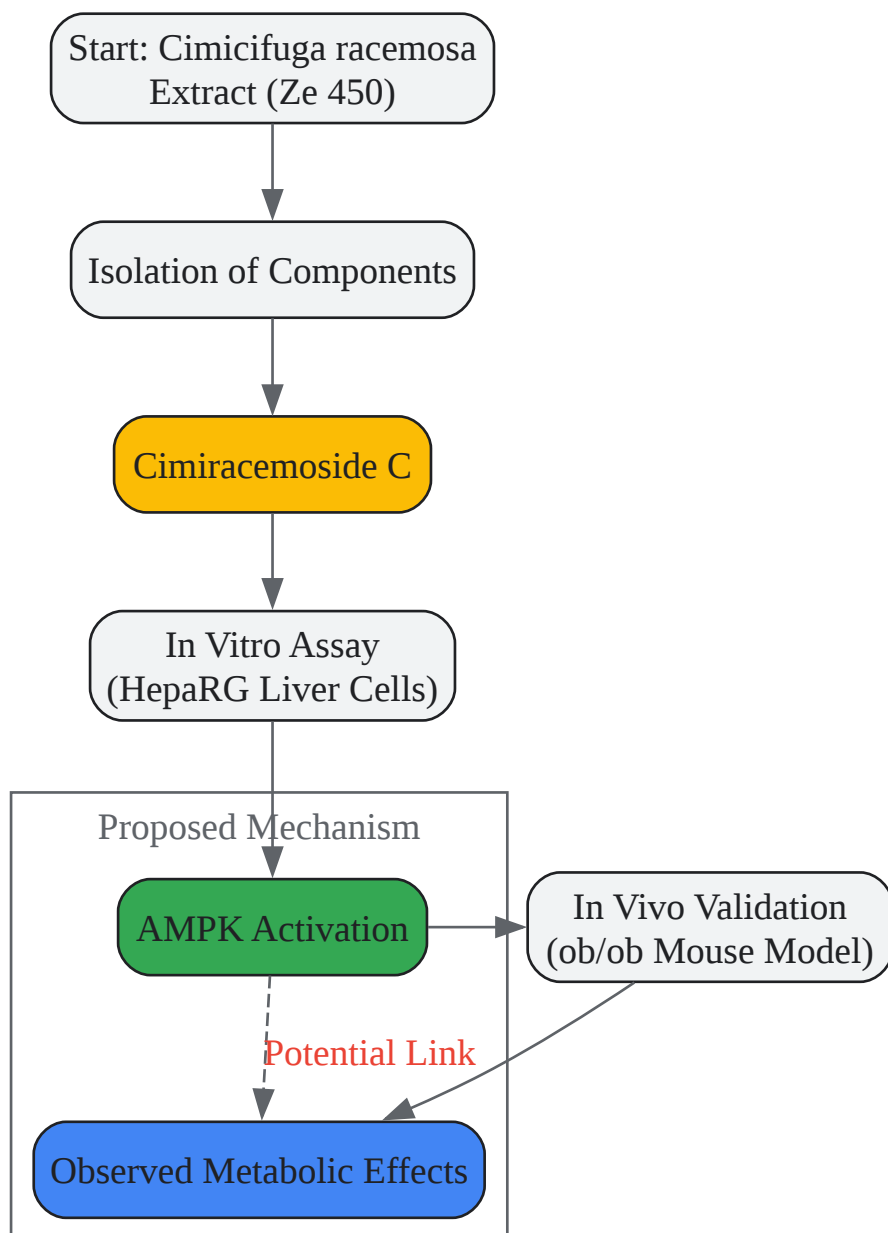 Start: Cimicifuga racemosa
Extract (Ze 450)
Isolation of Components
Cimiracemoside C
In Vitro Assay
(HepaRG Liver Cells)
Proposed Mechanism
AMPK Activation
In Vivo Validation
(ob/ob Mouse Model)
Potential Link
Observed Metabolic Effects